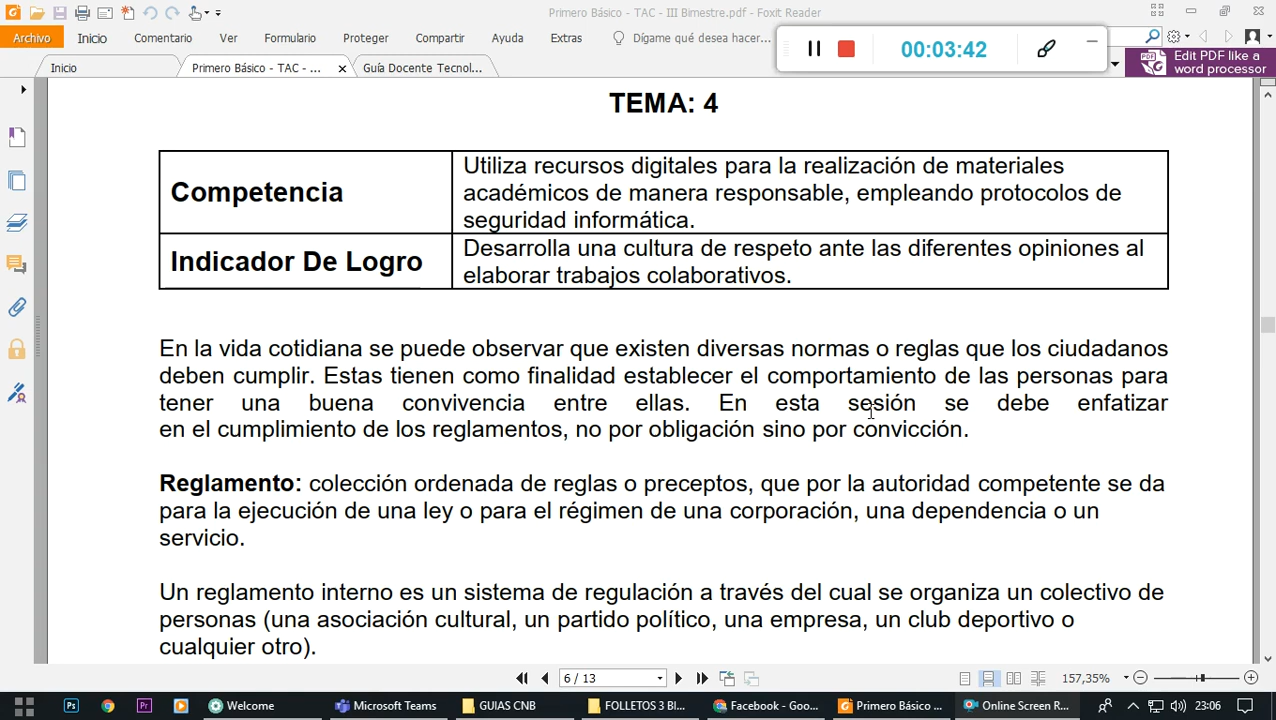 Primero Básico - TAC - III Bimestre.pdf - Foxit Reader
Archivo Inicio Comentario Ver Formulario Proteger Compartir Ayuda Extras Dígame qué desea hacer...
00:03:42
Edit PDF like a
word processor
Inicio Primero Básico - TAC - ... Guía Docente Tecnol...
TEMA: 4
Competencia
Utiliza recursos digitales para la realización de materiales
académicos de manera responsable, empleando protocolos de
seguridad informática.
Indicador De Logro
Desarrolla una cultura de respeto ante las diferentes opiniones al
elaborar trabajos colaborativos.
En la vida cotidiana se puede observar que existen diversas normas o reglas que los ciudadanos
deben cumplir. Estas tienen como finalidad establecer el comportamiento de las personas para
tener una buena convivencia entre ellas. En esta sesión se debe enfatizar
en el cumplimiento de los reglamentos, no por obligación sino por convicción.
Reglamento: colección ordenada de reglas o preceptos, que por la autoridad competente se da
para la ejecución de una ley o para el régimen de una corporación, una dependencia o un
servicio.
Un reglamento interno es un sistema de regulación a través del cual se organiza un colectivo de
personas (una asociación cultural, un partido político, una empresa, un club deportivo o
cualquier otro).
6 / 13 157,35%
Ps Pr Welcome Microsoft Teams GUIAS CNB FOLLETOS 3 BI... Facebook - Goo... Primero Básico ... Online Screen R... 23:06